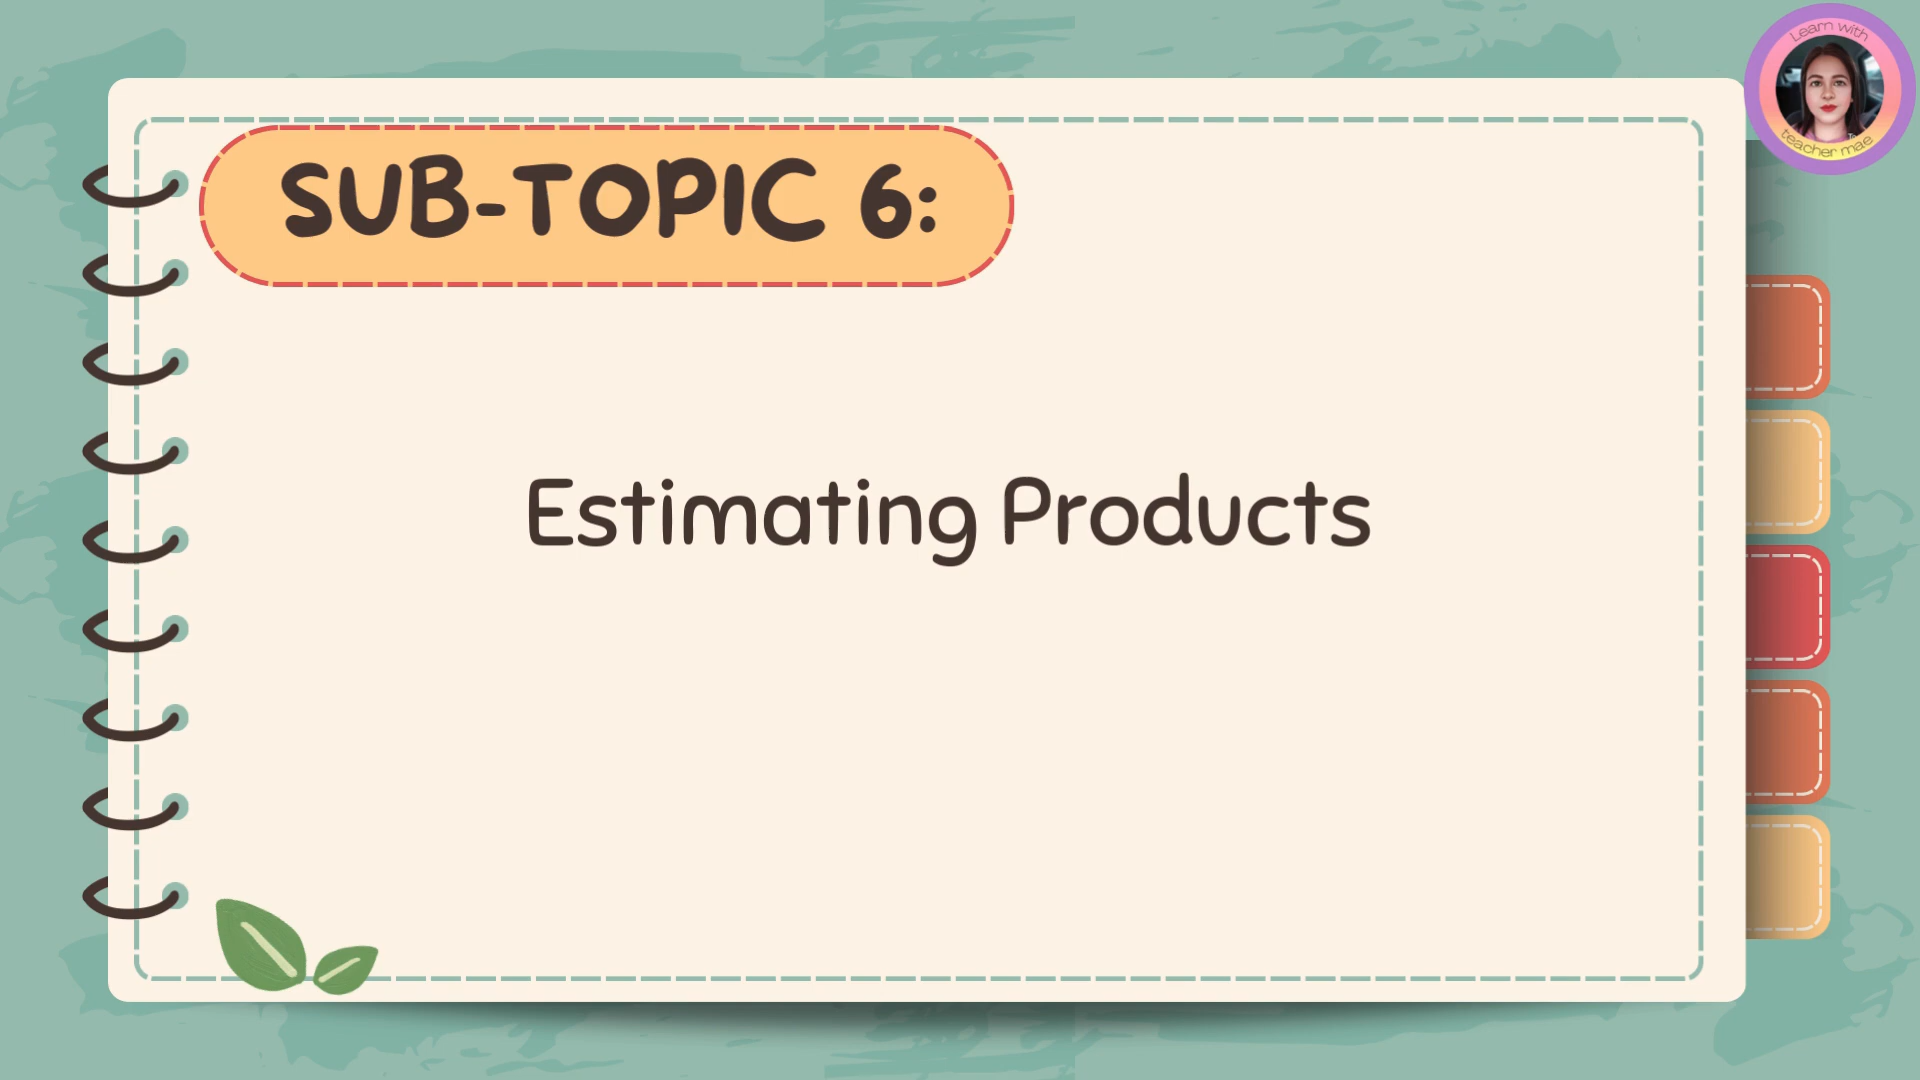 Learn with
teacher mae
SUB-TOPIC 6:
Estimating Products